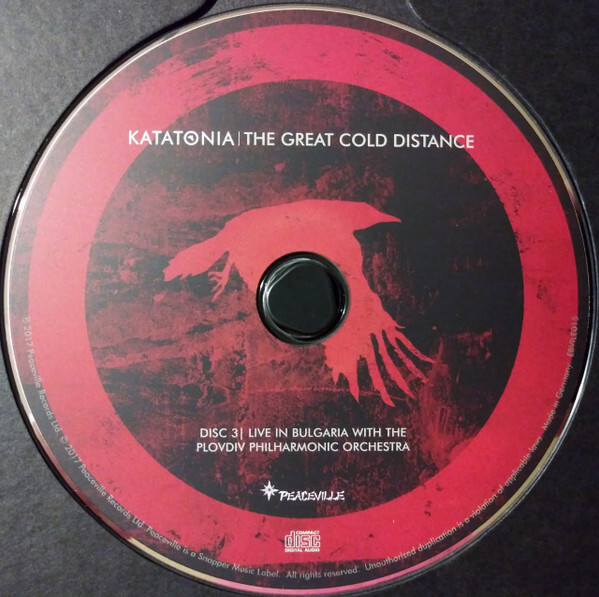 KATATONIA | THE GREAT COLD DISTANCE
DISC 3 | LIVE IN BULGARIA WITH THE
PLOVDIV PHILHARMONIC ORCHESTRA
PEACEVILLE
COMPACT
disc
DIGITAL AUDIO
℗ 2017 Peaceville Records Ltd. © 2017 Peaceville Records Ltd. Peaceville is a Snapper Music Label. All rights reserved. Unauthorised duplication is a violation of applicable laws. Made in Germany.